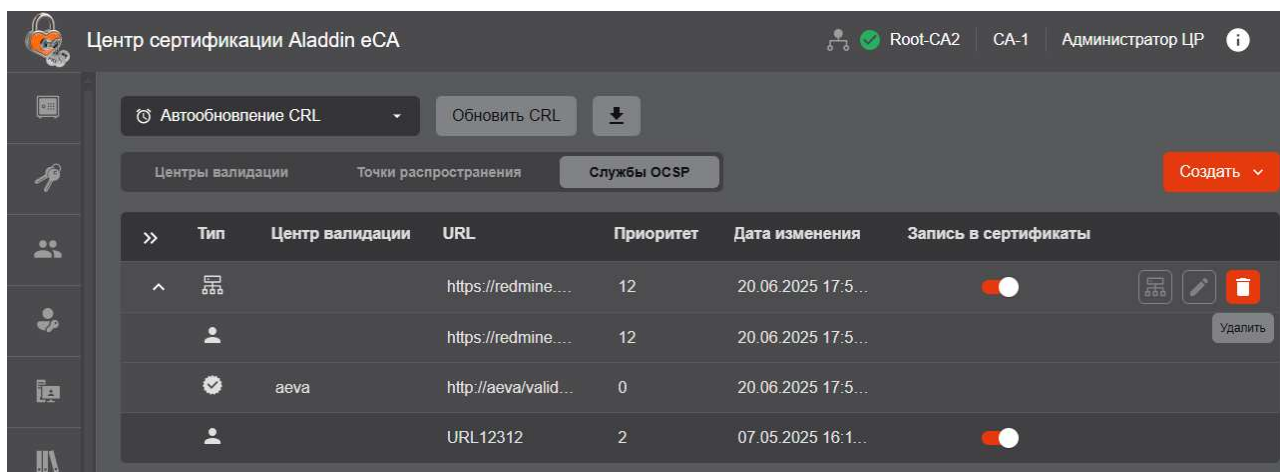 Центр сертификации Aladdin eCA Root-CA2 CA-1 Администратор ЦР
Автообновление CRL Обновить CRL
Центры валидации Точки распространения Службы OCSP Создать
Тип Центр валидации URL Приоритет Дата изменения Запись в сертификаты
https://redmine.... 12 20.06.2025 17:5...
Удалить
https://redmine.... 12 20.06.2025 17:5...
aeva http://aeva/valid... 0 20.06.2025 17:5...
URL12312 2 07.05.2025 16:1...